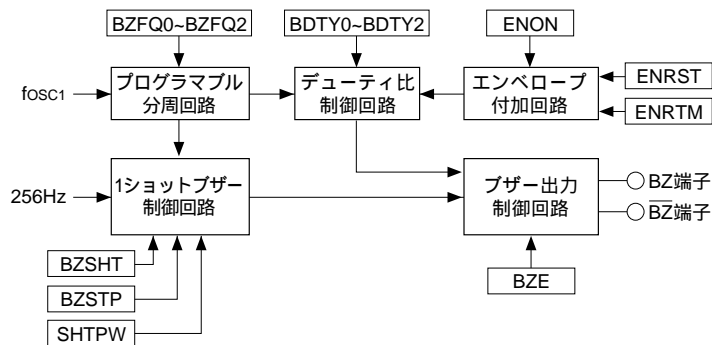 BZFQ0~BZFQ2
BDTY0~BDTY2
ENON
fOSC1
プログラマブル
分周回路
デューティ比
制御回路
エンベロープ
付加回路
ENRST
ENRTM
256Hz
1ショットブザー
制御回路
ブザー出力
制御回路
BZ端子
B̅Z̅端子
BZSHT
BZSTP
SHTPW
BZE